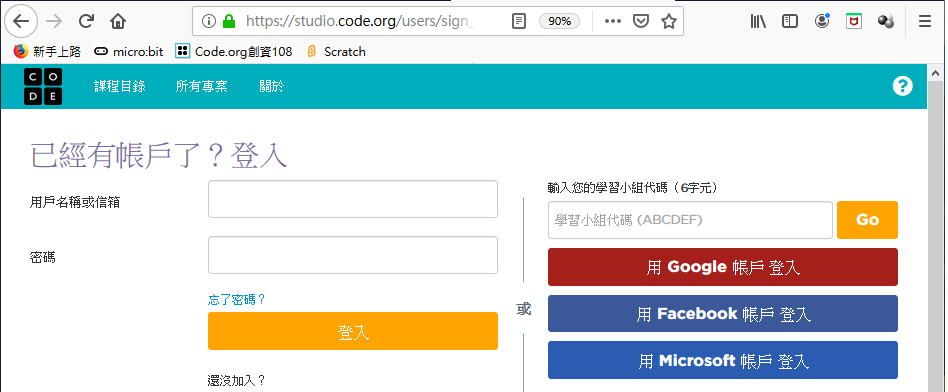 https://studio.code.org/users/sign_
90%
新手上路 micro:bit Code.org創資108 Scratch
C O D E
課程目錄 所有專案 關於
?
已經有帳戶了？登入
用戶名稱或信箱
密碼
忘了密碼？
登入
還沒加入？
或
輸入您的學習小組代碼（6字元）
學習小組代碼 (ABCDEF)
Go
用 Google 帳戶 登入
用 Facebook 帳戶 登入
用 Microsoft 帳戶 登入